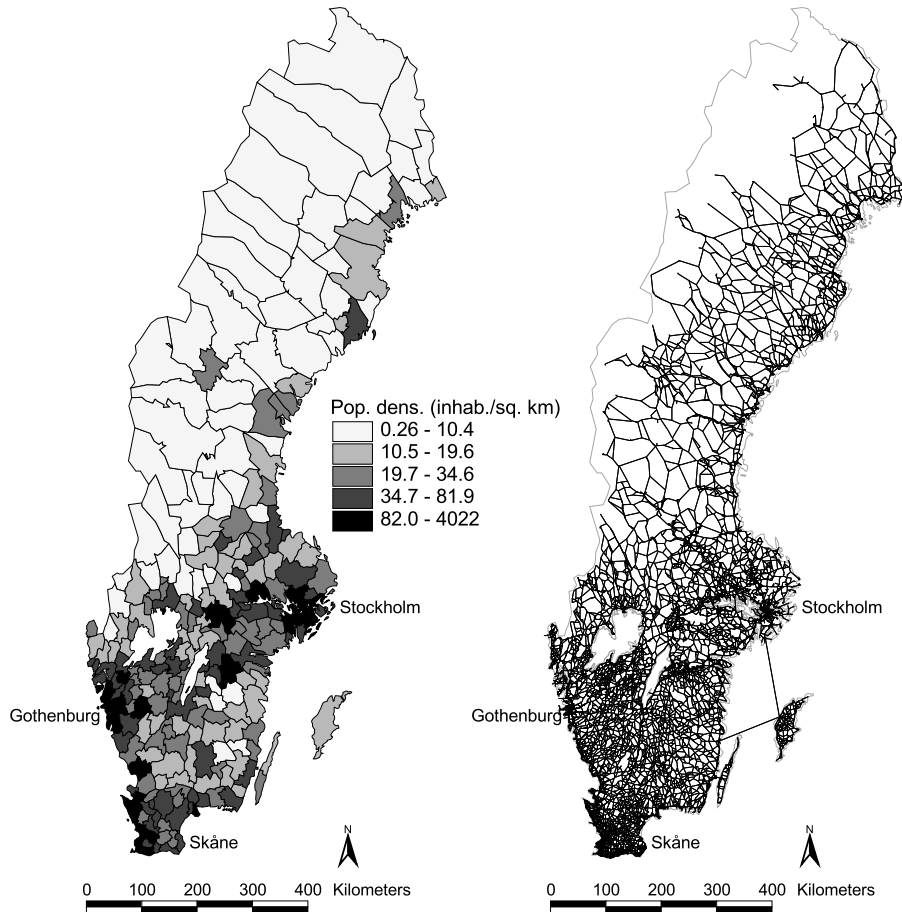 Pop. dens. (inhab./sq. km)
0.26 - 10.4
10.5 - 19.6
19.7 - 34.6
34.7 - 81.9
82.0 - 4022
Stockholm
Gothenburg
Skåne
N
0 100 200 300 400 Kilometers
Stockholm
Gothenburg
Skåne
N
0 100 200 300 400 Kilometers